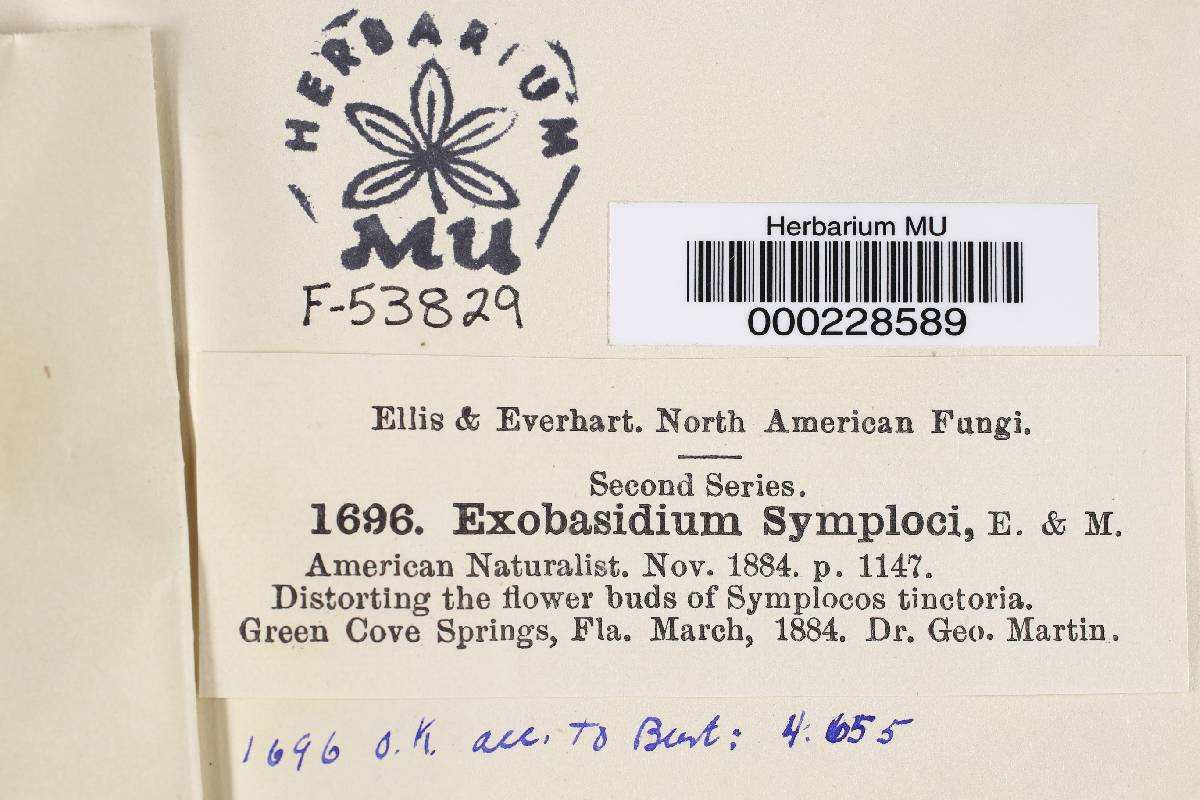 HERBARIUM
MU
F-53829
Herbarium MU
000228589
Ellis & Everhart. North American Fungi.
Second Series.
1696. Exobasidium Symploci, E. & M.
American Naturalist. Nov. 1884. p. 1147.
Distorting the flower buds of Symplocos tinctoria.
Green Cove Springs, Fla. March, 1884. Dr. Geo. Martin.
1696 O.K. acc. to Burt: 4:655